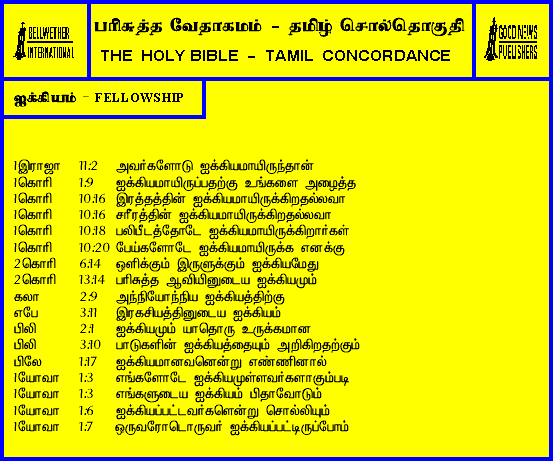 BELLWETHER
INTERNATIONAL
பரிசுத்த வேதாகமம் - தமிழ் சொல்தொகுதி
THE HOLY BIBLE - TAMIL CONCORDANCE
GOOD NEWS
PUBLISHERS
ஐக்கியம் - FELLOWSHIP
1இராஜா 11:2 அவர்களோடு ஐக்கியமாயிருந்தான்
1கொரி 1:9 ஐக்கியமாயிருப்பதற்கு உங்களை அழைத்த
1கொரி 10:16 இரத்தத்தின் ஐக்கியமாயிருக்கிறதல்லவா
1கொரி 10:16 சரீரத்தின் ஐக்கியமாயிருக்கிறதல்லவா
1கொரி 10:18 பலிபீடத்தோடே ஐக்கியமாயிருக்கிறார்கள்
1கொரி 10:20 பேய்களோடே ஐக்கியமாயிருக்க எனக்கு
2கொரி 6:14 ஒளிக்கும் இருளுக்கும் ஐக்கியமேது
2கொரி 13:14 பரிசுத்த ஆவியினுடைய ஐக்கியமும்
கலா 2:9 அந்நியோந்நிய ஐக்கியத்திற்கு
எபே 3:11 இரகசியத்தினுடைய ஐக்கியம்
பிலி 2:1 ஐக்கியமும் யாதொரு உருக்கமான
பிலி 3:10 பாடுகளின் ஐக்கியத்தையும் அறிகிறதற்கும்
பிலே 1:17 ஐக்கியமானவனென்று எண்ணினால்
1யோவா 1:3 எங்களோடே ஐக்கியமுள்ளவர்களாகும்படி
1யோவா 1:3 எங்களுடைய ஐக்கியம் பிதாவோடும்
1யோவா 1:6 ஐக்கியப்பட்டவர்களென்று சொல்லியும்
1யோவா 1:7 ஒருவரோடொருவர் ஐக்கியப்பட்டிருப்போம்